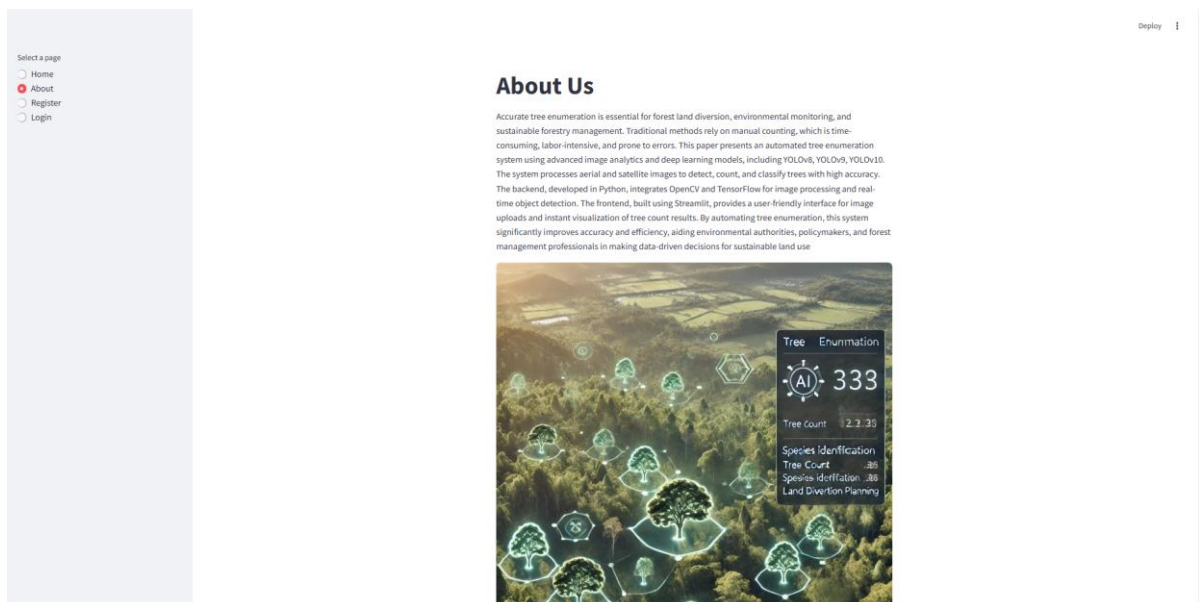 Deploy
Select a page
Home
About
Register
Login
About Us
Accurate tree enumeration is essential for forest land diversion, environmental monitoring, and
sustainable forestry management. Traditional methods rely on manual counting, which is time-
consuming, labor-intensive, and prone to errors. This paper presents an automated tree enumeration
system using advanced image analytics and deep learning models, including YOLOv8, YOLOv9, YOLOv10.
The system processes aerial and satellite images to detect, count, and classify trees with high accuracy.
The backend, developed in Python, integrates OpenCV and TensorFlow for image processing and real-
time object detection. The frontend, built using Streamlit, provides a user-friendly interface for image
uploads and instant visualization of tree count results. By automating tree enumeration, this system
significantly improves accuracy and efficiency, aiding environmental authorities, policymakers, and forest
management professionals in making data-driven decisions for sustainable land use
Tree Enunmation
AI 333
Tree Count
Species
Tree Court
Land Divertion Planning